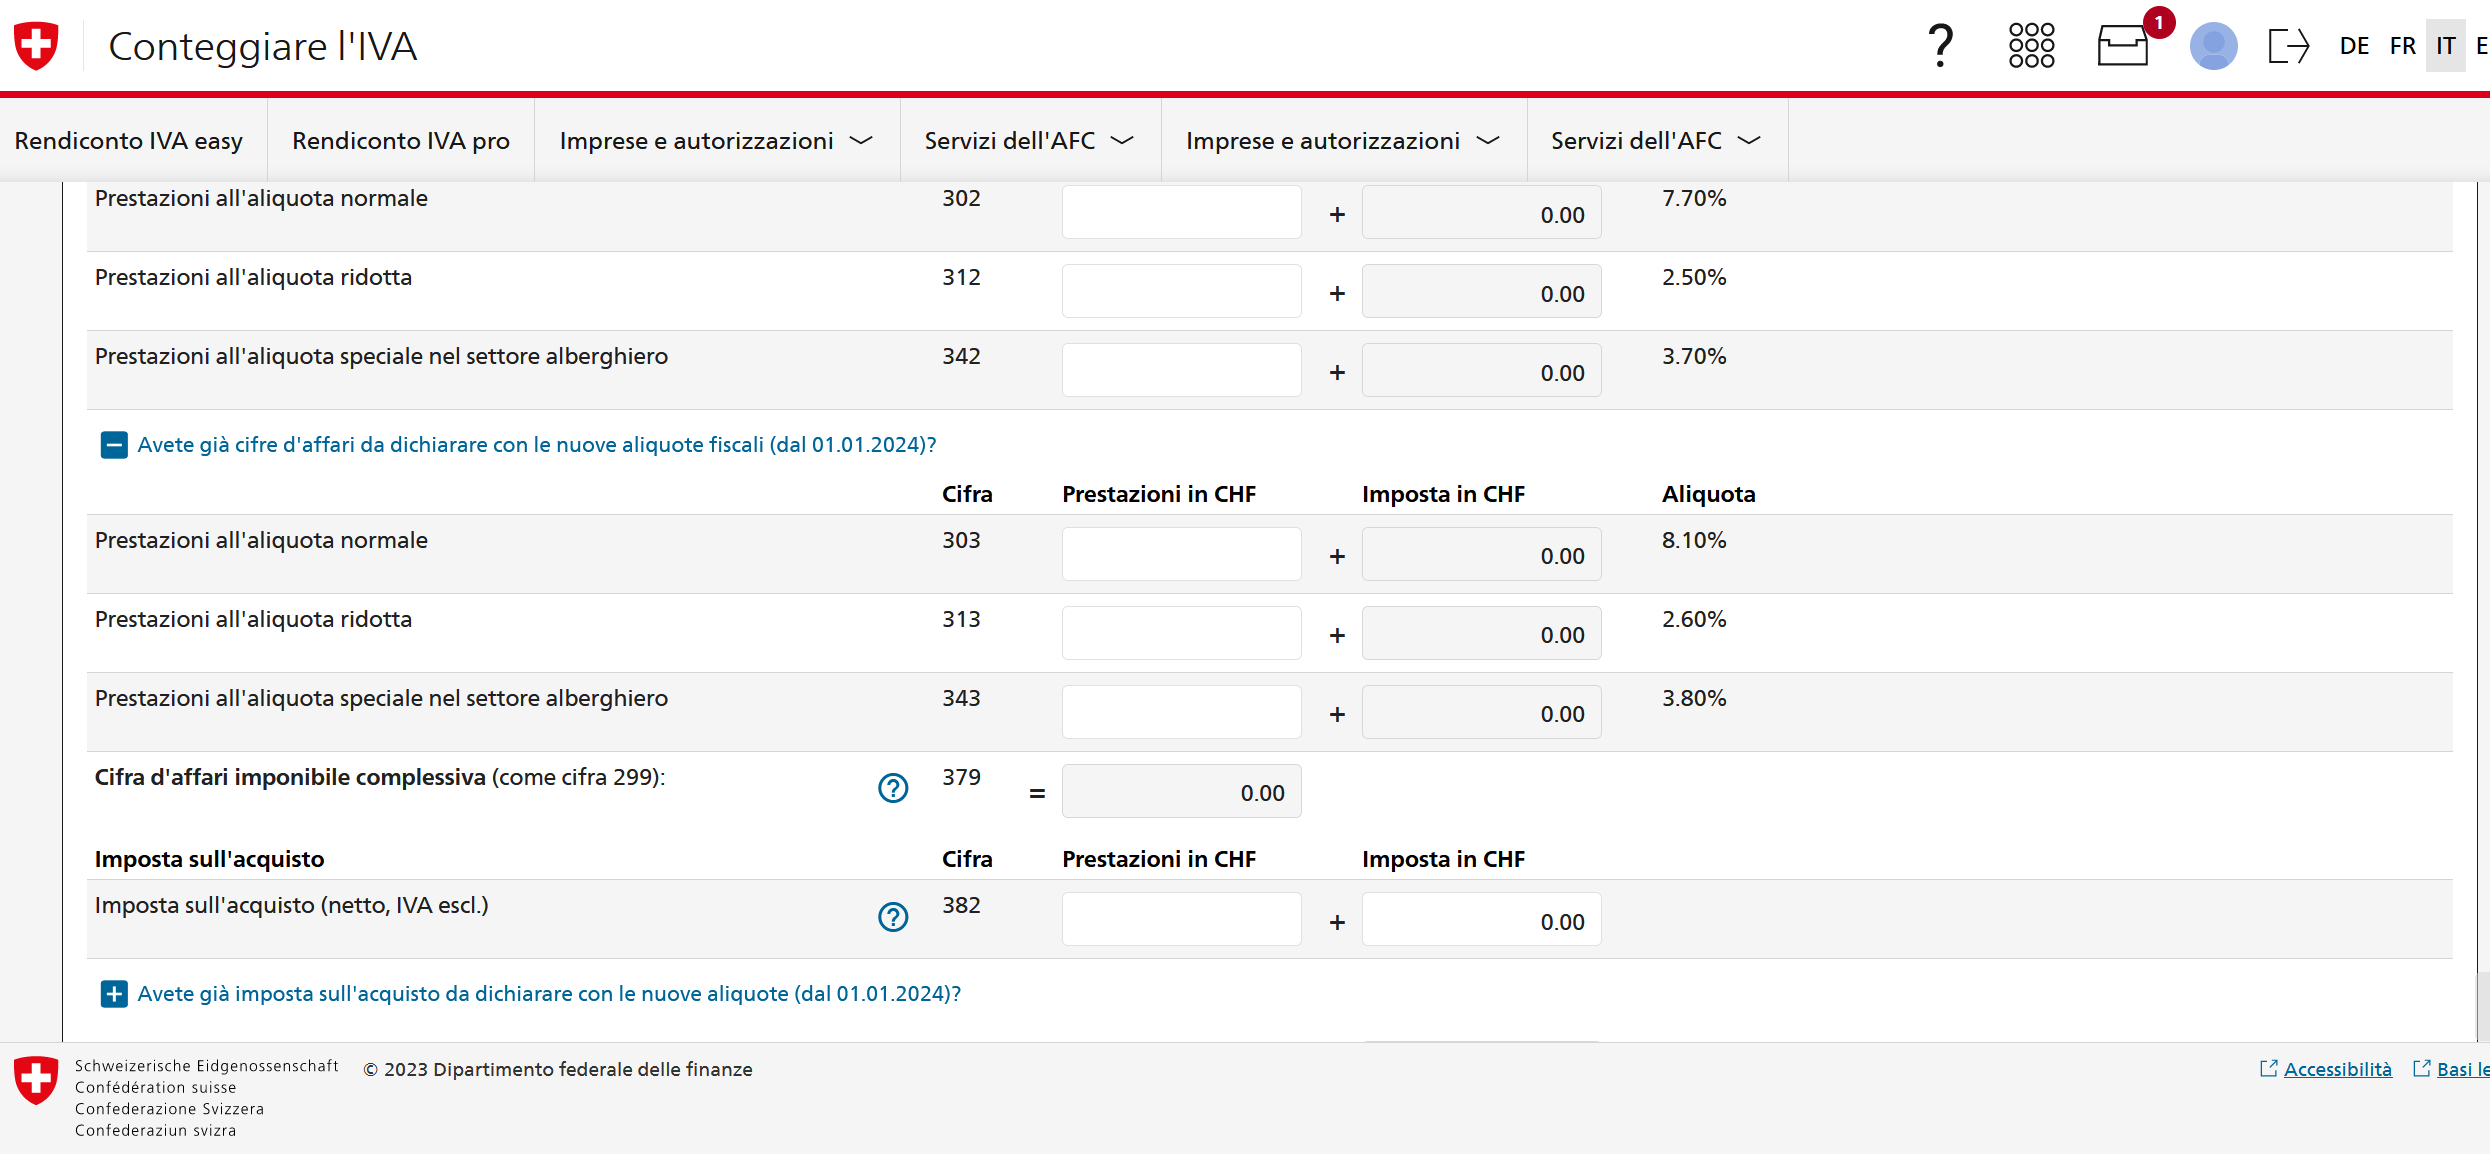 Conteggiare l'IVA
1
DE FR IT E
Rendiconto IVA easy
Rendiconto IVA pro
Imprese e autorizzazioni
Servizi dell'AFC
Imprese e autorizzazioni
Servizi dell'AFC
Prestazioni all'aliquota normale 302 + 0.00 7.70%
Prestazioni all'aliquota ridotta 312 + 0.00 2.50%
Prestazioni all'aliquota speciale nel settore alberghiero 342 + 0.00 3.70%
Avete già cifre d'affari da dichiarare con le nuove aliquote fiscali (dal 01.01.2024)?
Cifra Prestazioni in CHF Imposta in CHF Aliquota
Prestazioni all'aliquota normale 303 + 0.00 8.10%
Prestazioni all'aliquota ridotta 313 + 0.00 2.60%
Prestazioni all'aliquota speciale nel settore alberghiero 343 + 0.00 3.80%
Cifra d'affari imponibile complessiva (come cifra 299): ? 379 = 0.00
Imposta sull'acquisto Cifra Prestazioni in CHF Imposta in CHF
Imposta sull'acquisto (netto, IVA escl.) ? 382 + 0.00
Avete già imposta sull'acquisto da dichiarare con le nuove aliquote (dal 01.01.2024)?
Schweizerische Eidgenossenschaft
Confédération suisse
Confederazione Svizzera
Confederaziun svizra
© 2023 Dipartimento federale delle finanze
Accessibilità
Basi le